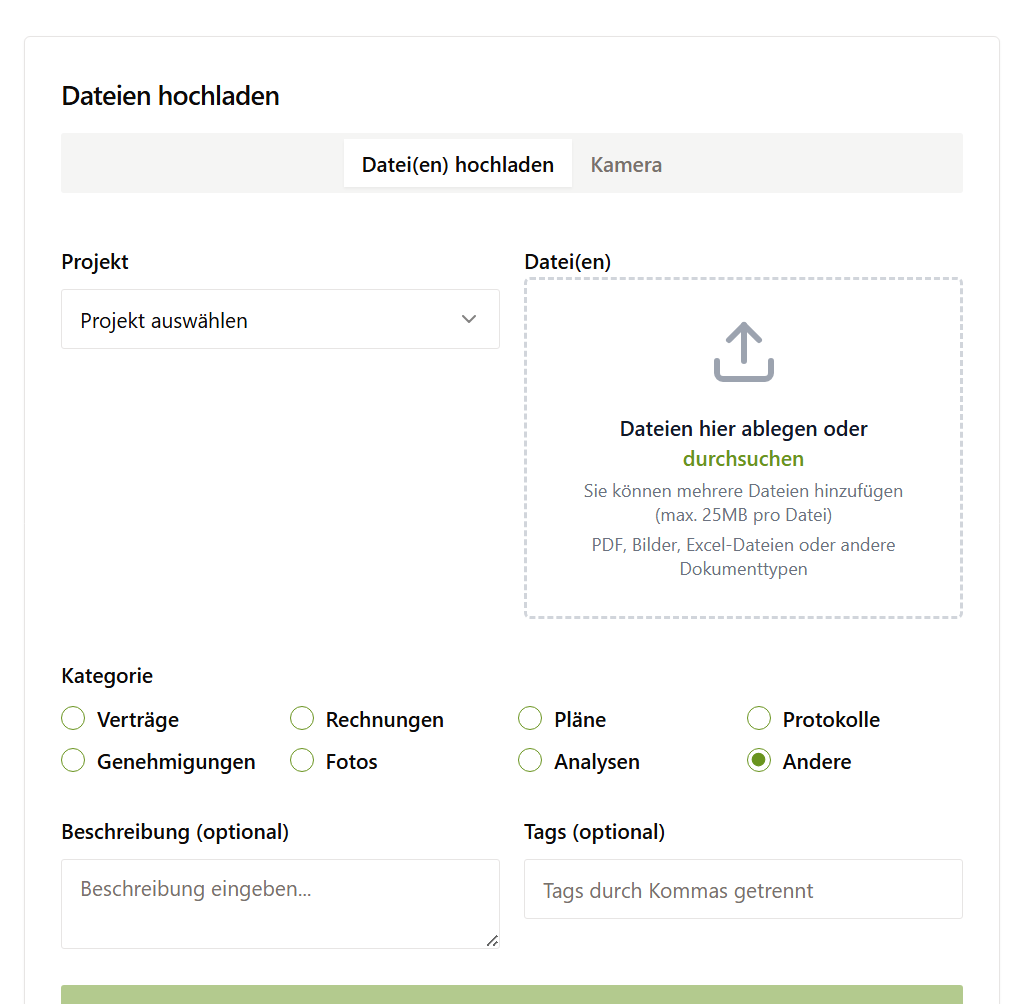 Dateien hochladen
Datei(en) hochladen
Kamera
Projekt
Projekt auswählen
Datei(en)
Dateien hier ablegen oder
durchsuchen
Sie können mehrere Dateien hinzufügen
(max. 25MB pro Datei)
PDF, Bilder, Excel-Dateien oder andere
Dokumenttypen
Kategorie
Verträge
Rechnungen
Pläne
Protokolle
Genehmigungen
Fotos
Analysen
Andere
Beschreibung (optional)
Beschreibung eingeben...
Tags (optional)
Tags durch Kommas getrennt